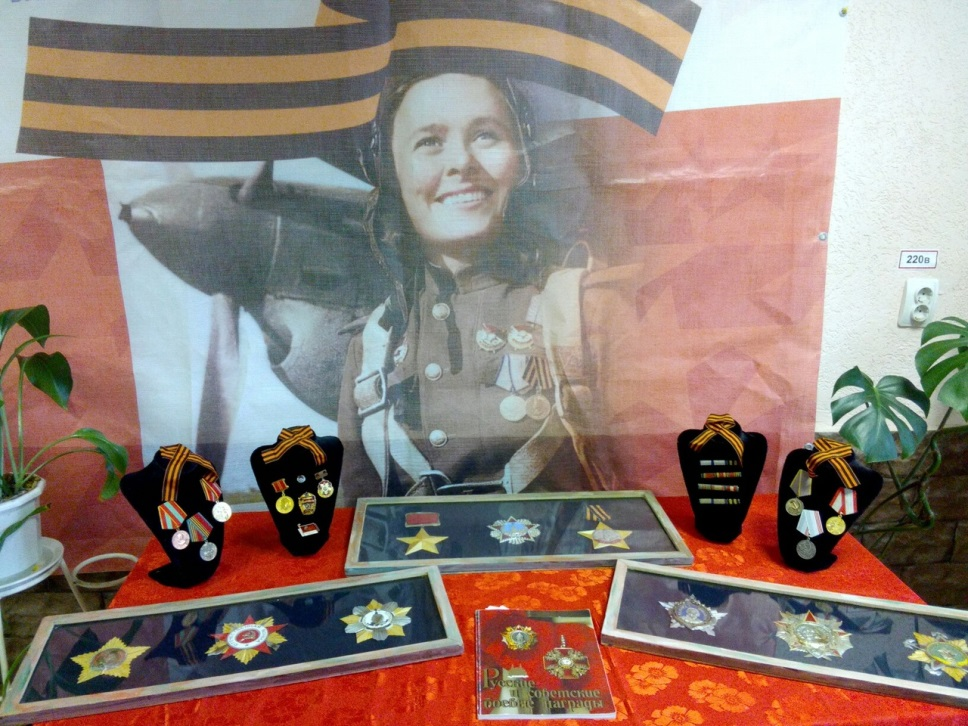 220в
Русские
и советские
боевые награды